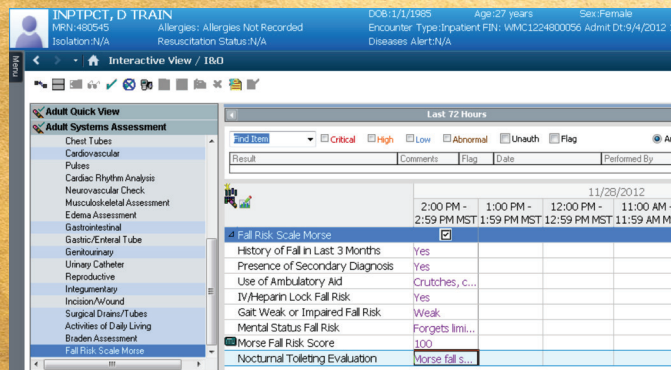 INPTPCT, D TRAIN DOB:1/1/1985 Age:27 years Sex:Female
MRN:480545 Allergies: Allergies Not Recorded Encounter Type:Inpatient FIN: WMC1224800056 Admit Dt:9/4/2012
Isolation:N/A Resuscitation Status:N/A Diseases Alert:N/A
Menu
Interactive View / I&O
Adult Quick View
Adult Systems Assessment
Chest Tubes
Cardiovascular
Pulses
Cardiac Rhythm Analysis
Neurovascular Check
Musculoskeletal Assessment
Edema Assessment
Gastrointestinal
Gastric/Enteral Tube
Genitourinary
Urinary Catheter
Reproductive
Integumentary
Incision/Wound
Surgical Drains/Tubes
Activities of Daily Living
Braden Assessment
Fall Risk Scale Morse
Last 72 Hours
Find Item Critical High Low Abnormal Unauth Flag
Result Comments Flag Date Performed By
11/28/2012
2:00 PM - 1:00 PM - 12:00 PM - 11:00 AM -
2:59 PM MST 1:59 PM MST 12:59 PM MST 11:59 AM M
Fall Risk Scale Morse
History of Fall in Last 3 Months Yes
Presence of Secondary Diagnosis Yes
Use of Ambulatory Aid Crutches, c...
IV/Heparin Lock Fall Risk Yes
Gait Weak or Impaired Fall Risk Weak
Mental Status Fall Risk Forgets limi...
Morse Fall Risk Score 100
Nocturnal Toileting Evaluation Morse fall s...